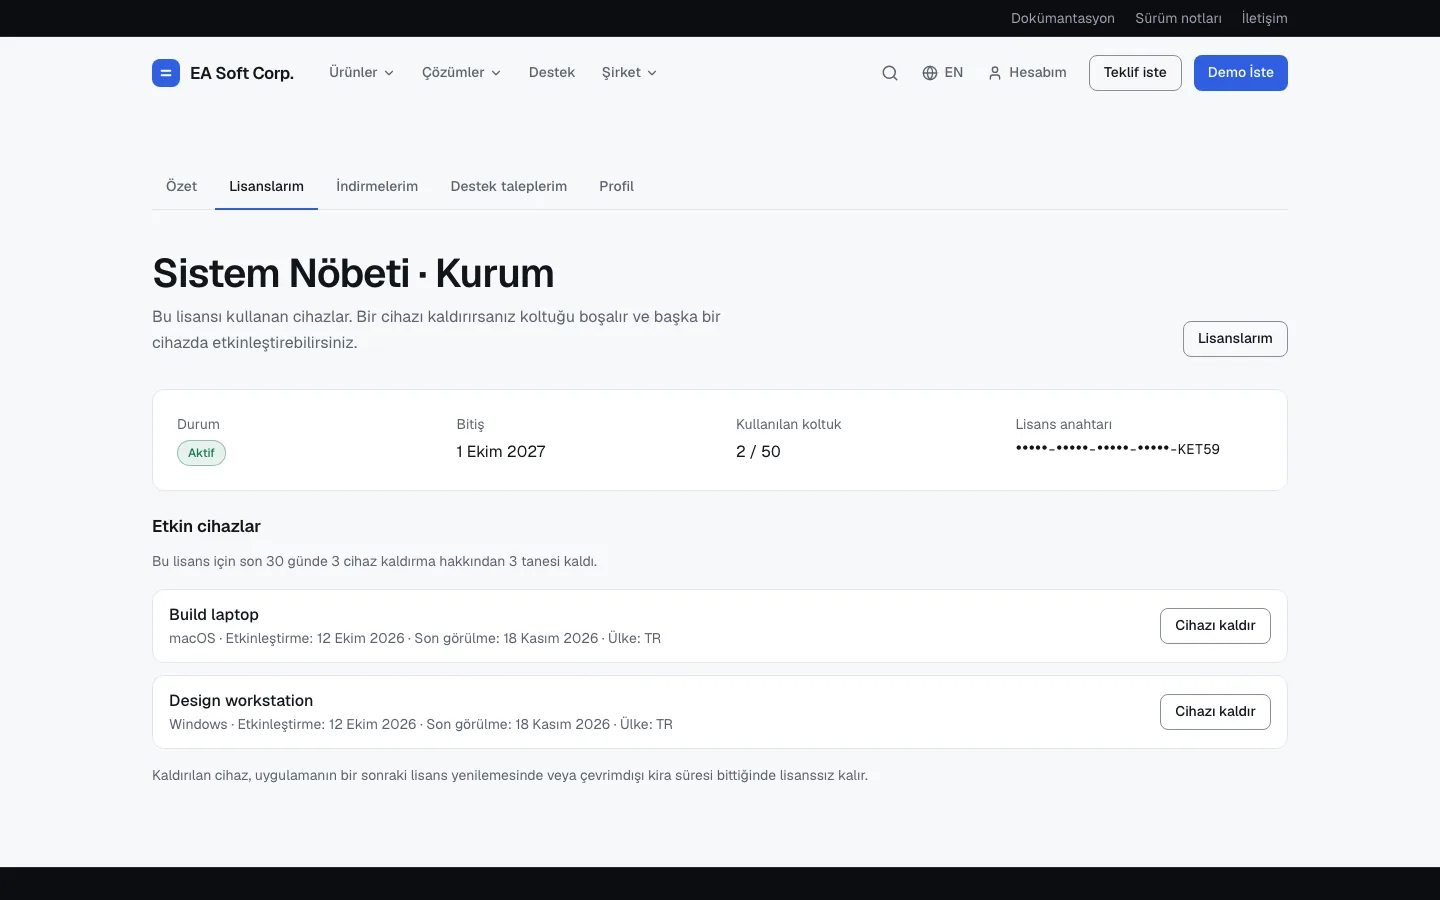 Dokümantasyon Sürüm notları İletişim
EA Soft Corp. Ürünler Çözümler Destek Şirket EN Hesabım Teklif iste Demo İste
Özet Lisanslarım İndirmelerim Destek taleplerim Profil
Sistem Nöbeti · Kurum
Bu lisansı kullanan cihazlar. Bir cihazı kaldırırsanız koltuğu boşalır ve başka bir
cihazda etkinleştirebilirsiniz.
Lisanslarım
Durum Bitiş Kullanılan koltuk Lisans anahtarı
Aktif 1 Ekim 2027 2 / 50 •••••-•••••-•••••-•••••-KET59
Etkin cihazlar
Bu lisans için son 30 günde 3 cihaz kaldırma hakkından 3 tanesi kaldı.
Build laptop
macOS · Etkinleştirme: 12 Ekim 2026 · Son görülme: 18 Kasım 2026 · Ülke: TR
Cihazı kaldır
Design workstation
Windows · Etkinleştirme: 12 Ekim 2026 · Son görülme: 18 Kasım 2026 · Ülke: TR
Cihazı kaldır
Kaldırılan cihaz, uygulamanın bir sonraki lisans yenilemesinde veya çevrimdışı kira süresi bittiğinde lisanssız kalır.